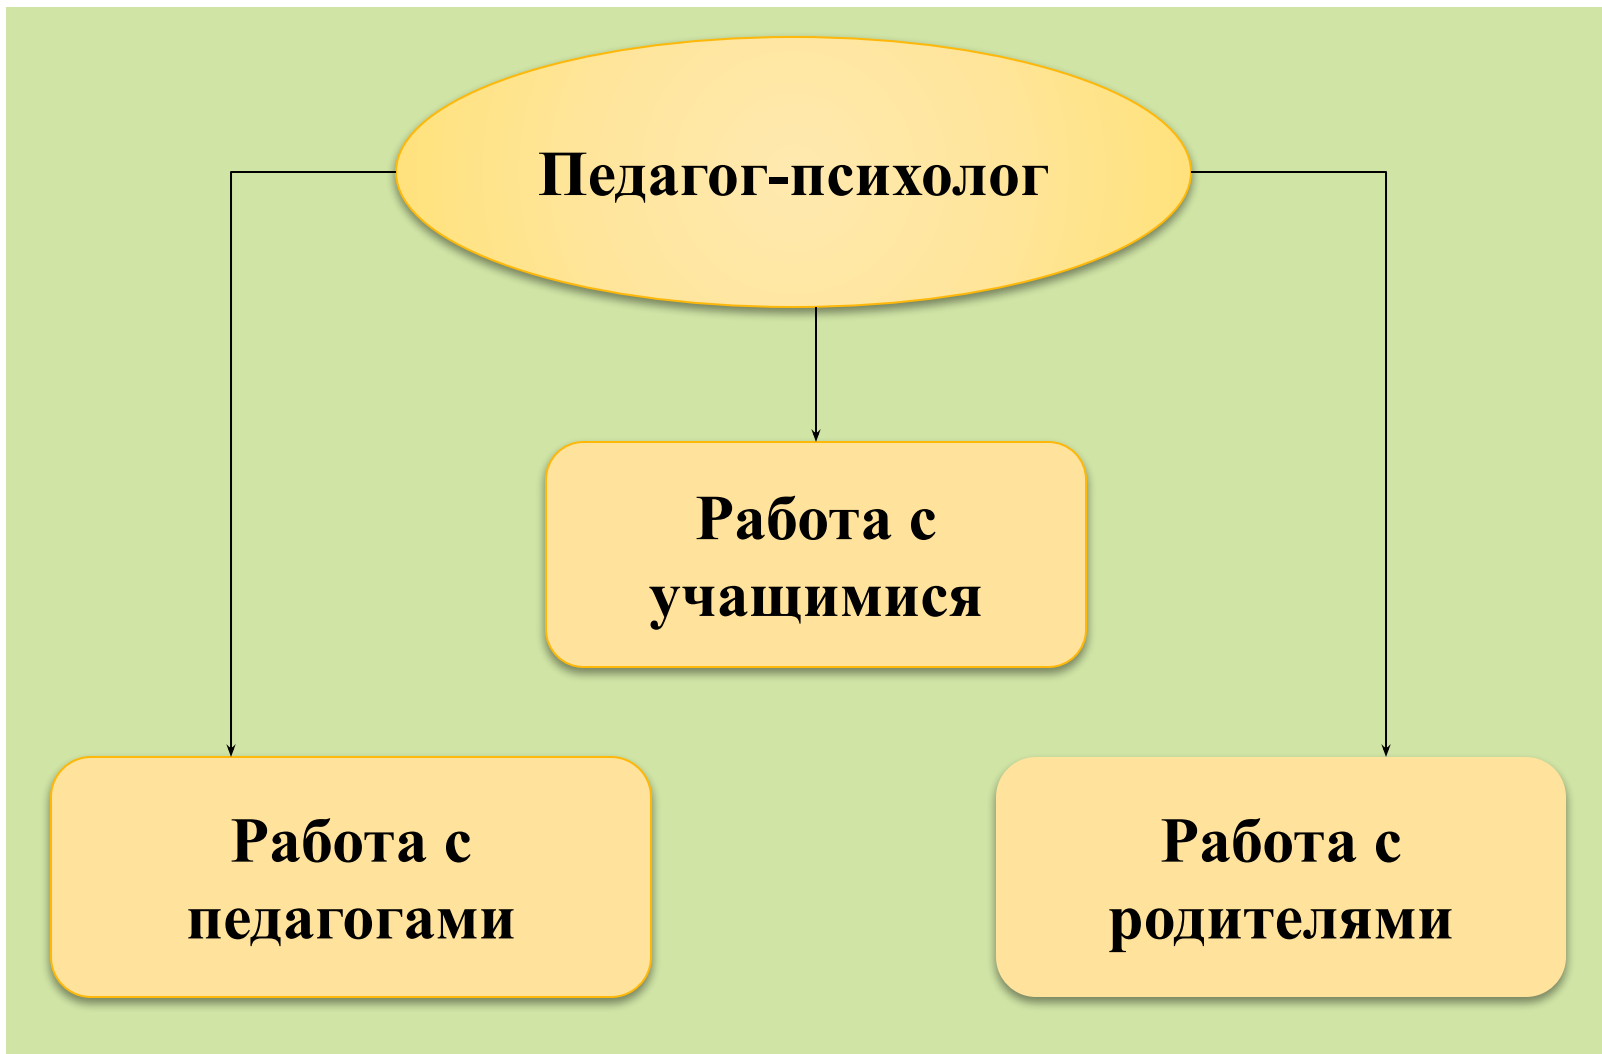 Педагог-психолог
Работа с
учащимися
Работа с
педагогами
Работа с
родителями